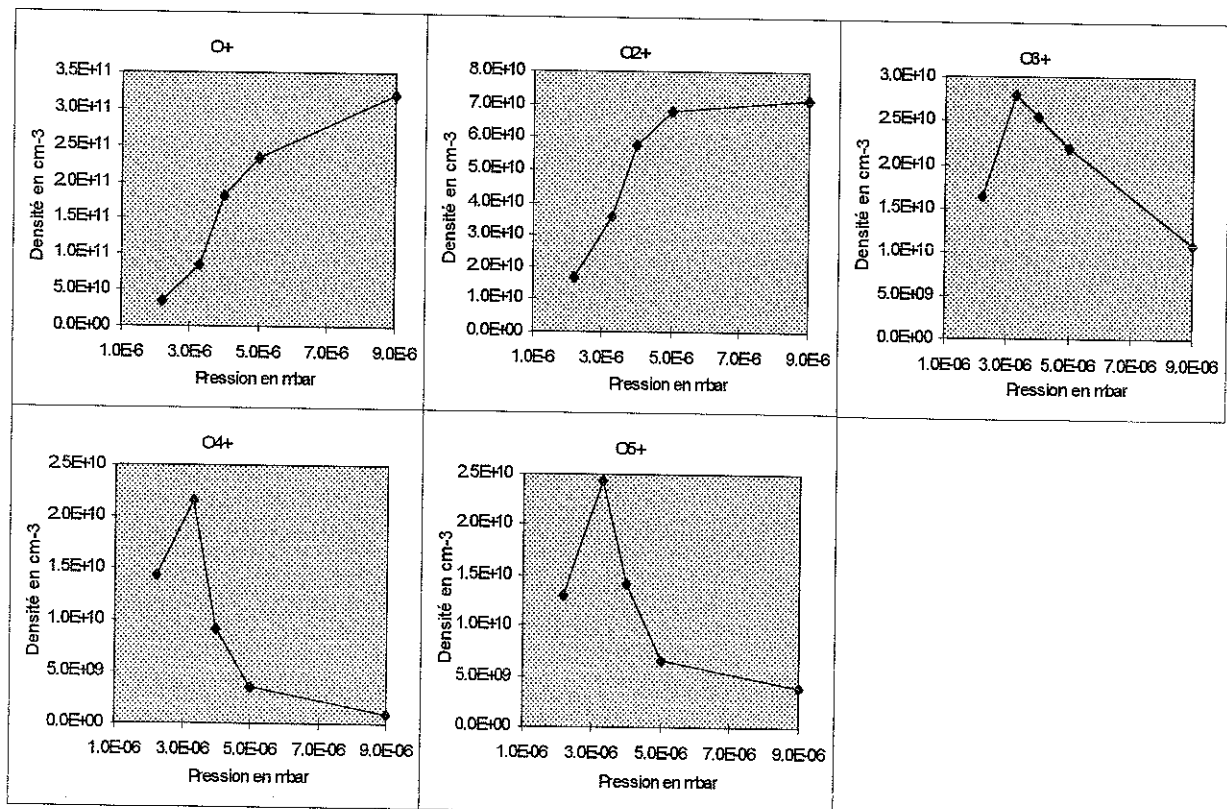 O+
Densité en cm-3
3.5E+11
3.0E+11
2.5E+11
2.0E+11
1.5E+11
1.0E+11
5.0E+10
0.0E+00
1.0E-6 3.0E-6 5.0E-6 7.0E-6 9.0E-6
Pression en mbar
O2+
Densité en cm-3
8.0E+10
7.0E+10
6.0E+10
5.0E+10
4.0E+10
3.0E+10
2.0E+10
1.0E+10
0.0E+00
1.0E-6 3.0E-6 5.0E-6 7.0E-6 9.0E-6
Pression en mbar
O3+
Densité en cm-3
3.0E+10
2.5E+10
2.0E+10
1.5E+10
1.0E+10
5.0E+09
0.0E+00
1.0E-06 3.0E-06 5.0E-06 7.0E-06 9.0E-06
Pression en mbar
O4+
Densité en cm-3
2.5E+10
2.0E+10
1.5E+10
1.0E+10
5.0E+09
0.0E+00
1.0E-06 3.0E-06 5.0E-06 7.0E-06 9.0E-06
Pression en mbar
O5+
Densité en cm-3
2.5E+10
2.0E+10
1.5E+10
1.0E+10
5.0E+09
0.0E+00
1.0E-06 3.0E-06 5.0E-06 7.0E-06 9.0E-06
Pression en mbar